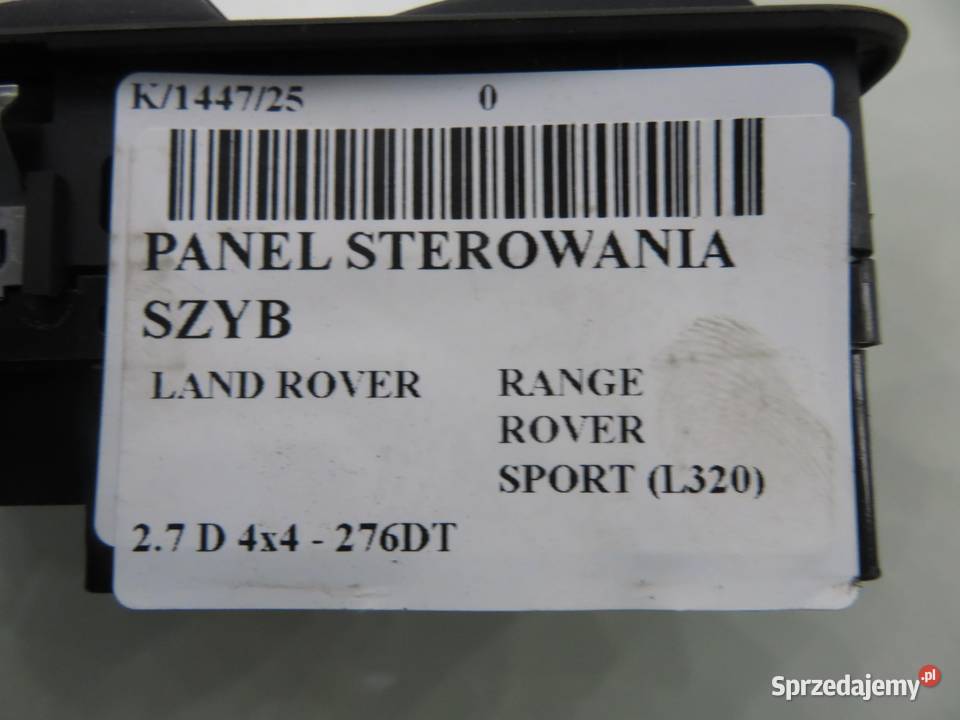 K/1447/25 0
PANEL STEROWANIA
SZYB
LAND ROVER RANGE
ROVER
SPORT (L320)
2.7 D 4x4 - 276DT
Sprzedajemy.pl